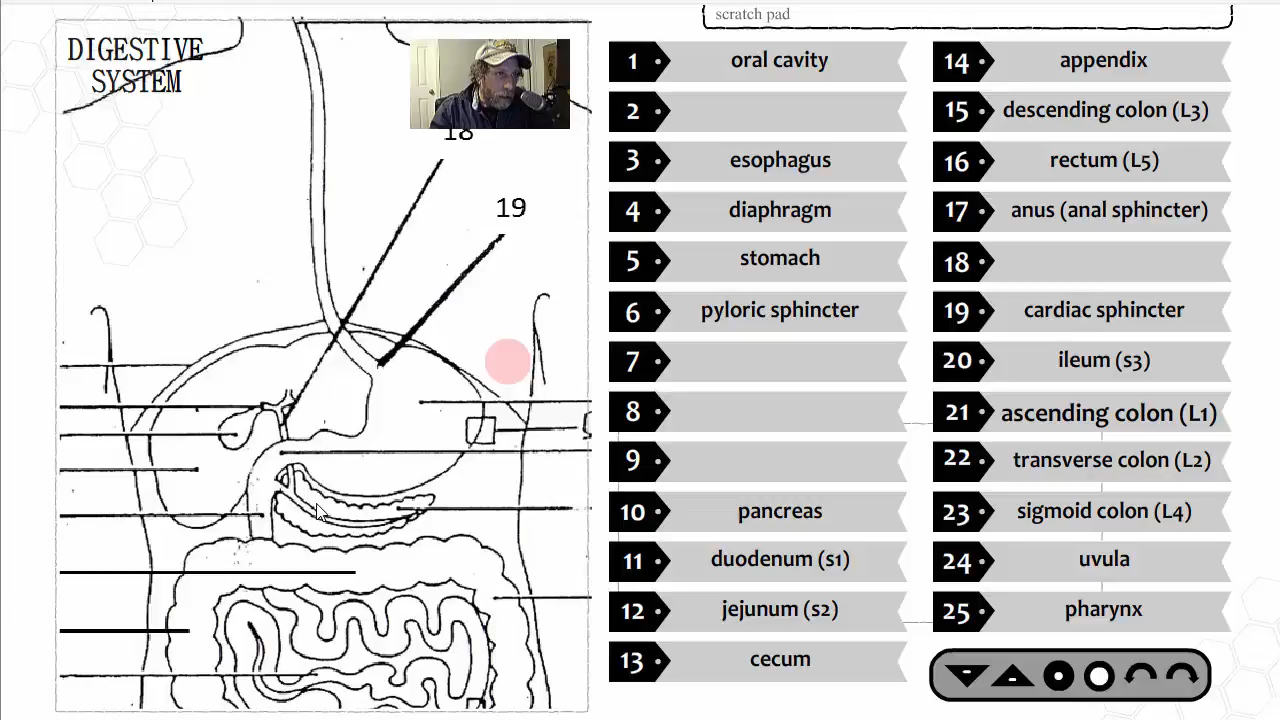 scratch pad
DIGESTIVE
SYSTEM
18
19
1 oral cavity
2
3 esophagus
4 diaphragm
5 stomach
6 pyloric sphincter
7
8
9
10 pancreas
11 duodenum (s1)
12 jejunum (s2)
13 cecum
14 appendix
15 descending colon (L3)
16 rectum (L5)
17 anus (anal sphincter)
18
19 cardiac sphincter
20 ileum (s3)
21 ascending colon (L1)
22 transverse colon (L2)
23 sigmoid colon (L4)
24 uvula
25 pharynx